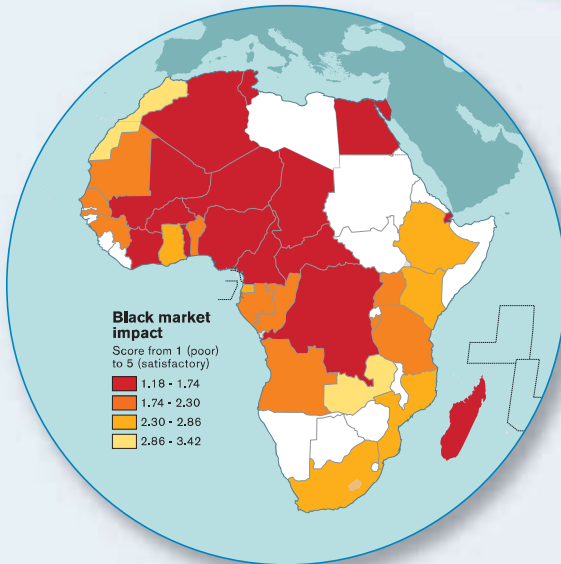 Black market
impact
Score from 1 (poor)
to 5 (satisfactory)
1.18 - 1.74
1.74 - 2.30
2.30 - 2.86
2.86 - 3.42